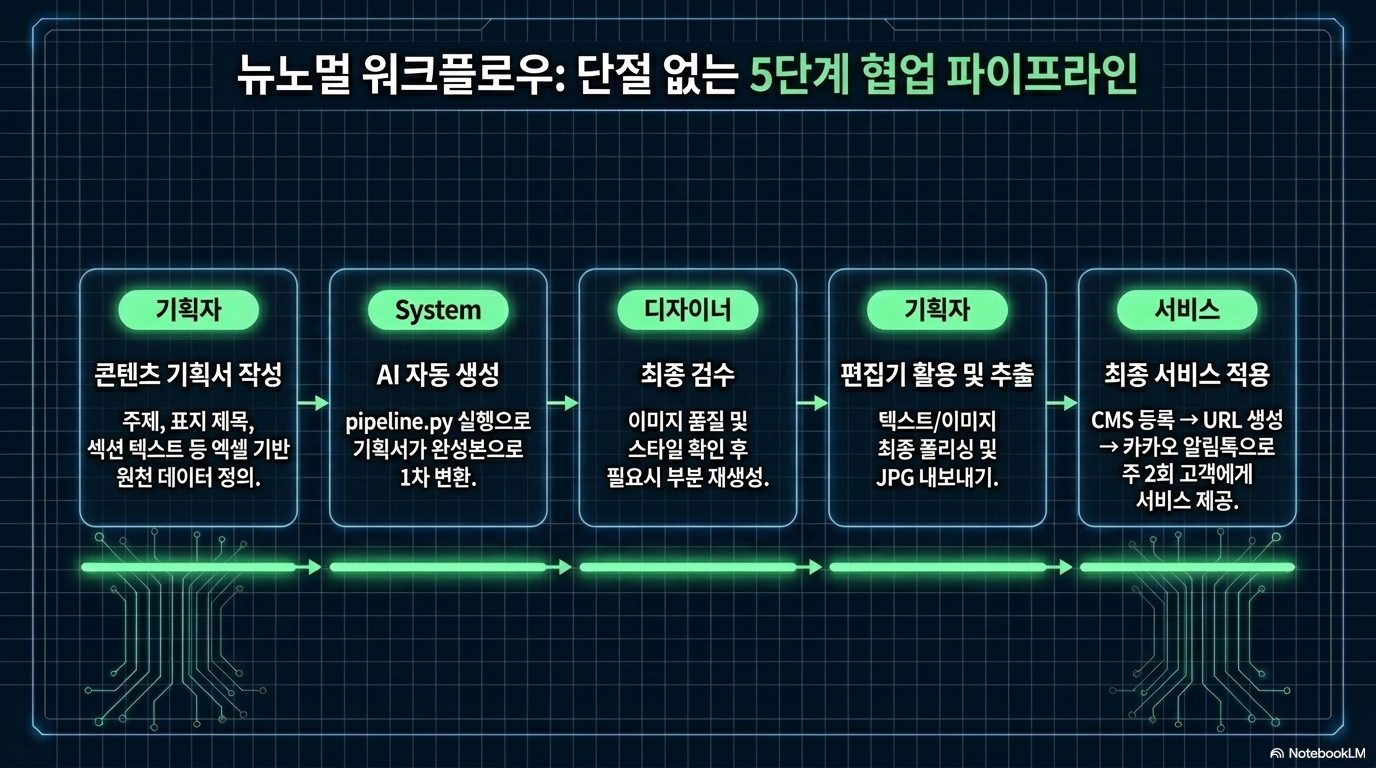 뉴노멀 워크플로우: 단절 없는 5단계 협업 파이프라인
기획자
콘텐츠 기획서 작성
주제, 표지 제목,
섹션 텍스트 등 엑셀 기반
원천 데이터 정의.
System
AI 자동 생성
pipeline.py 실행으로
기획서가 완성본으로
1차 변환.
디자이너
최종 검수
이미지 품질 및
스타일 확인 후
필요시 부분 재생성.
기획자
편집기 활용 및 추출
텍스트/이미지
최종 폴리싱 및
JPG 내보내기.
서비스
최종 서비스 적용
CMS 등록 → URL 생성
→ 카카오 알림톡으로
주 2회 고객에게
서비스 제공.
NotebookLM